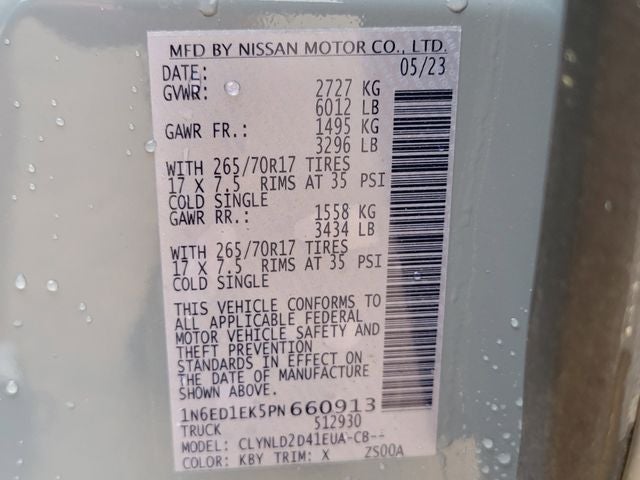 MFD BY NISSAN MOTOR CO., LTD.
DATE: 05/23
GVWR: 2727 KG
6012 LB
GAWR FR.: 1495 KG
3296 LB
WITH 265/70R17 TIRES
17 X 7.5 RIMS AT 35 PSI
COLD SINGLE
GAWR RR.: 1558 KG
3434 LB
WITH 265/70R17 TIRES
17 X 7.5 RIMS AT 35 PSI
COLD SINGLE
THIS VEHICLE CONFORMS TO
ALL APPLICABLE FEDERAL
MOTOR VEHICLE SAFETY AND
THEFT PREVENTION
STANDARDS IN EFFECT ON
THE DATE OF MANUFACTURE
SHOWN ABOVE.
1N6ED1EK5PN660913
TRUCK 512930
MODEL: CLYNLD2D41EUA-CB--
COLOR: KBY TRIM: X ZS00A